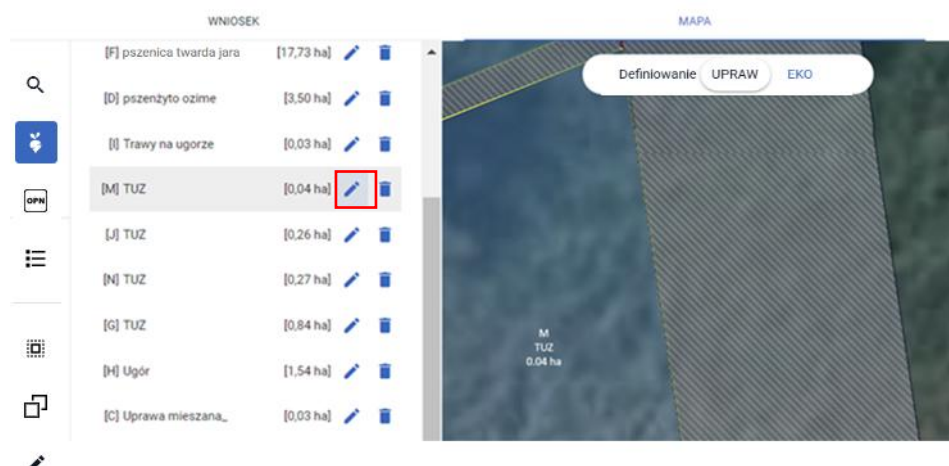 WNIOSEK
MAPA
[F] pszenica twarda jara [17,73 ha]
[D] pszenżyto ozime [3,50 ha]
[I] Trawy na ugorze [0,03 ha]
[M] TUZ [0,04 ha]
[J] TUZ [0,26 ha]
[N] TUZ [0,27 ha]
[G] TUZ [0,84 ha]
[H] Ugór [1,54 ha]
[C] Uprawa mieszana_ [0,03 ha]
OPN
Definiowanie UPRAW EKO
M
TUZ
0.04 ha